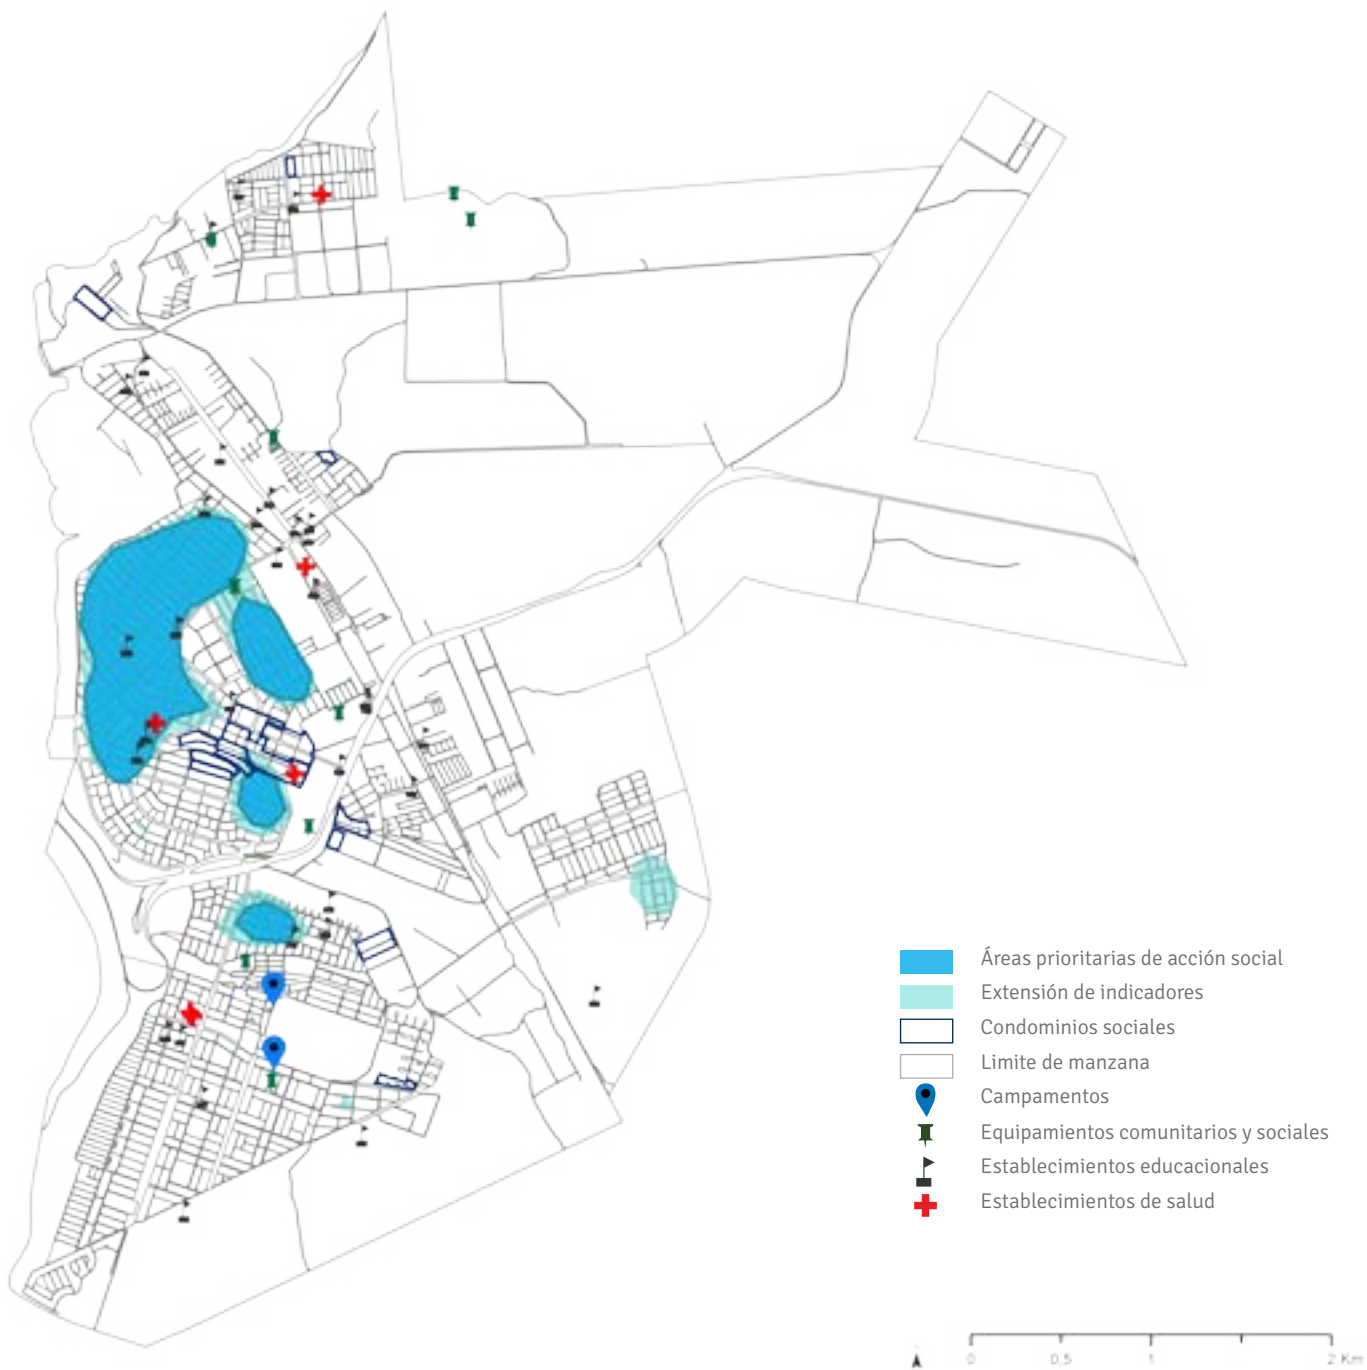 Áreas prioritarias de acción social
Extensión de indicadores
Condominios sociales
Limite de manzana
Campamentos
Equipamientos comunitarios y sociales
Establecimientos educacionales
Establecimientos de salud
0 0.5 1 2 Km